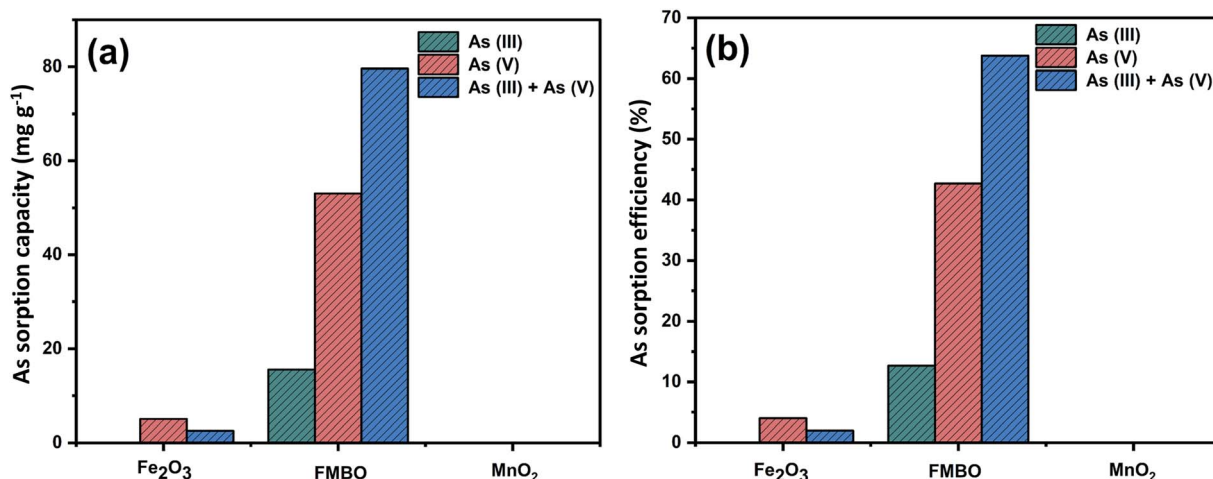 (a)
As (III)
As (V)
As (III) + As (V)
As sorption capacity (mg g⁻¹)
80
60
40
20
0
Fe₂O₃ FMBO MnO₂
(b)
As (III)
As (V)
As (III) + As (V)
As sorption efficiency (%)
70
60
50
40
30
20
10
0
Fe₂O₃ FMBO MnO₂